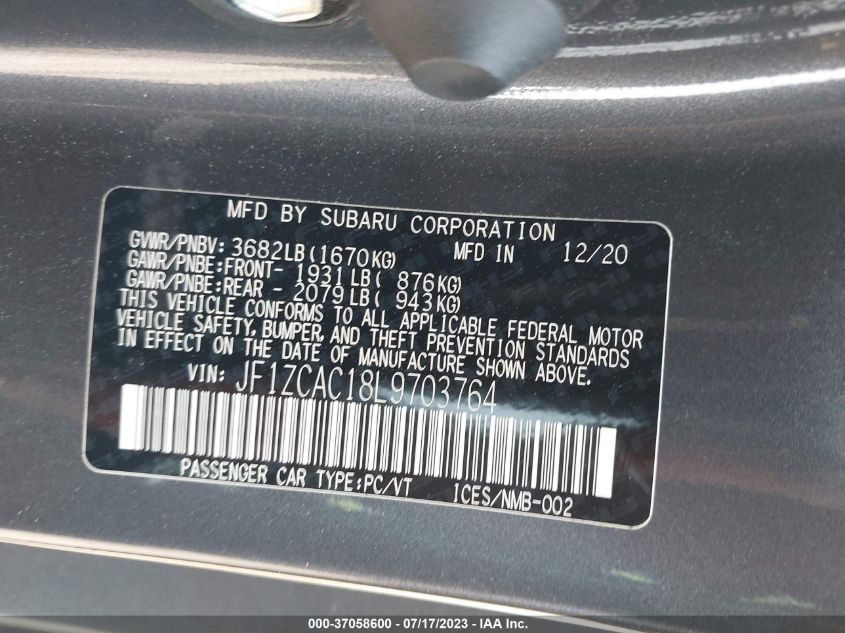 MFD BY SUBARU CORPORATION
GVWR/PNBV: 3682LB(1670KG) MFD IN 12/20
GAWR/PNBE:FRONT- 1931LB( 876KG)
GAWR/PNBE:REAR - 2079LB( 943KG)
THIS VEHICLE CONFORMS TO ALL APPLICABLE FEDERAL MOTOR
VEHICLE SAFETY, BUMPER, AND THEFT PREVENTION STANDARDS
IN EFFECT ON THE DATE OF MANUFACTURE SHOWN ABOVE.
VIN: JF1ZCAC18L9703764
PASSENGER CAR TYPE:PC/VT ICES/NMB-002
000-37058600 - 07/17/2023 - IAA Inc.